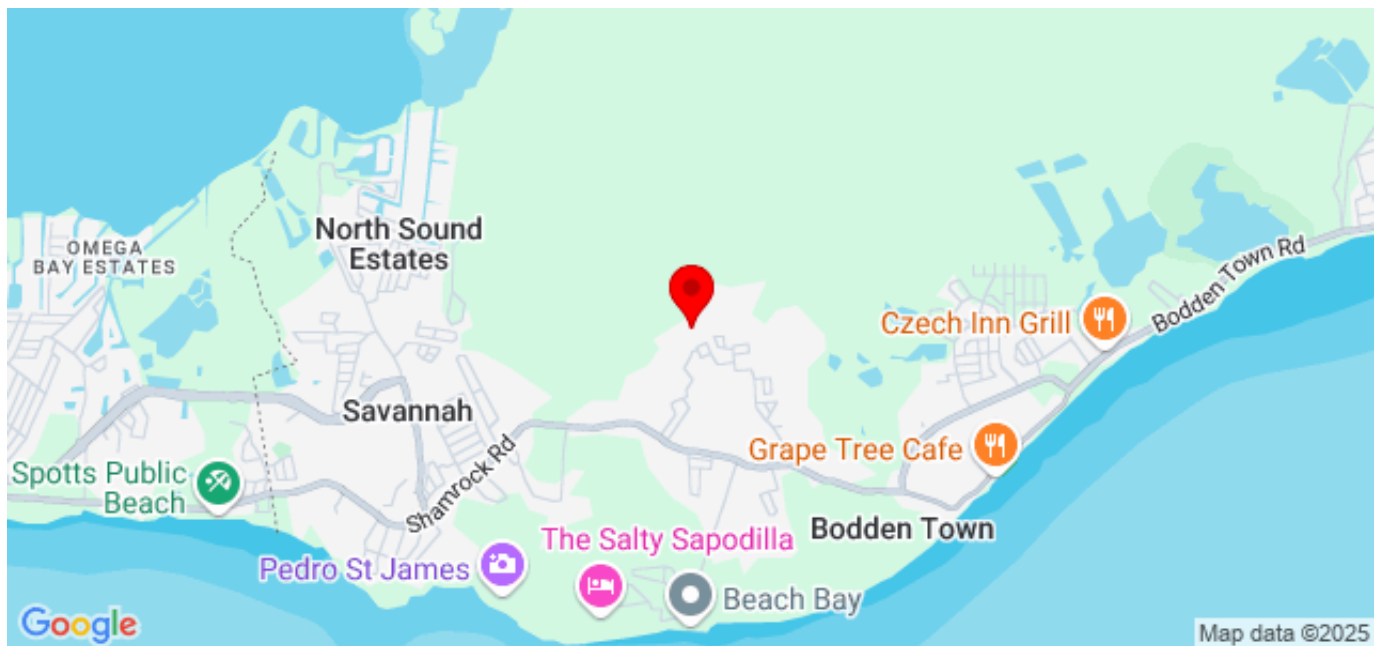 North Sound
Estates
OMEGA
BAY ESTATES
Bodden Town Rd
Czech Inn Grill
Savannah
Shamrock Rd
Grape Tree Cafe
Spotts Public
Beach
Bodden Town
The Salty Sapodilla
Pedro St James
Beach Bay
Google
Map data ©2025